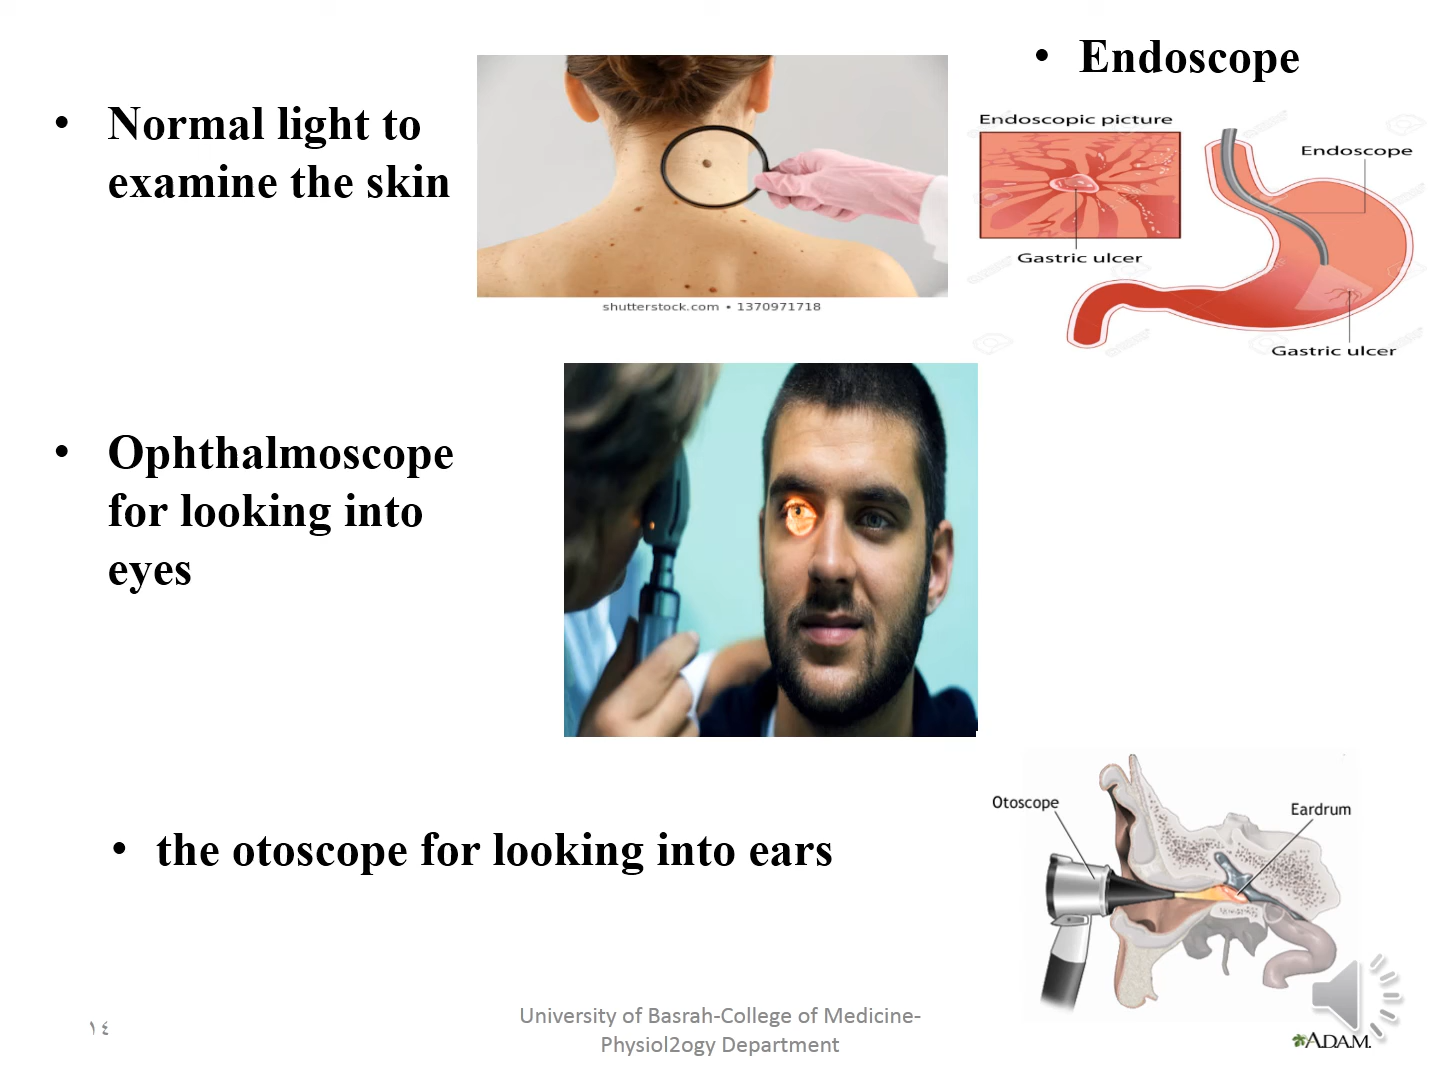 • Endoscope
• Normal light to
examine the skin
Endoscopic picture
Endoscope
Gastric ulcer
Gastric ulcer
shutterstock.com • 1370971718
• Ophthalmoscope
for looking into
eyes
Otoscope
Eardrum
• the otoscope for looking into ears
١٤
University of Basrah-College of Medicine-
Physiol2ogy Department
A.D.A.M.